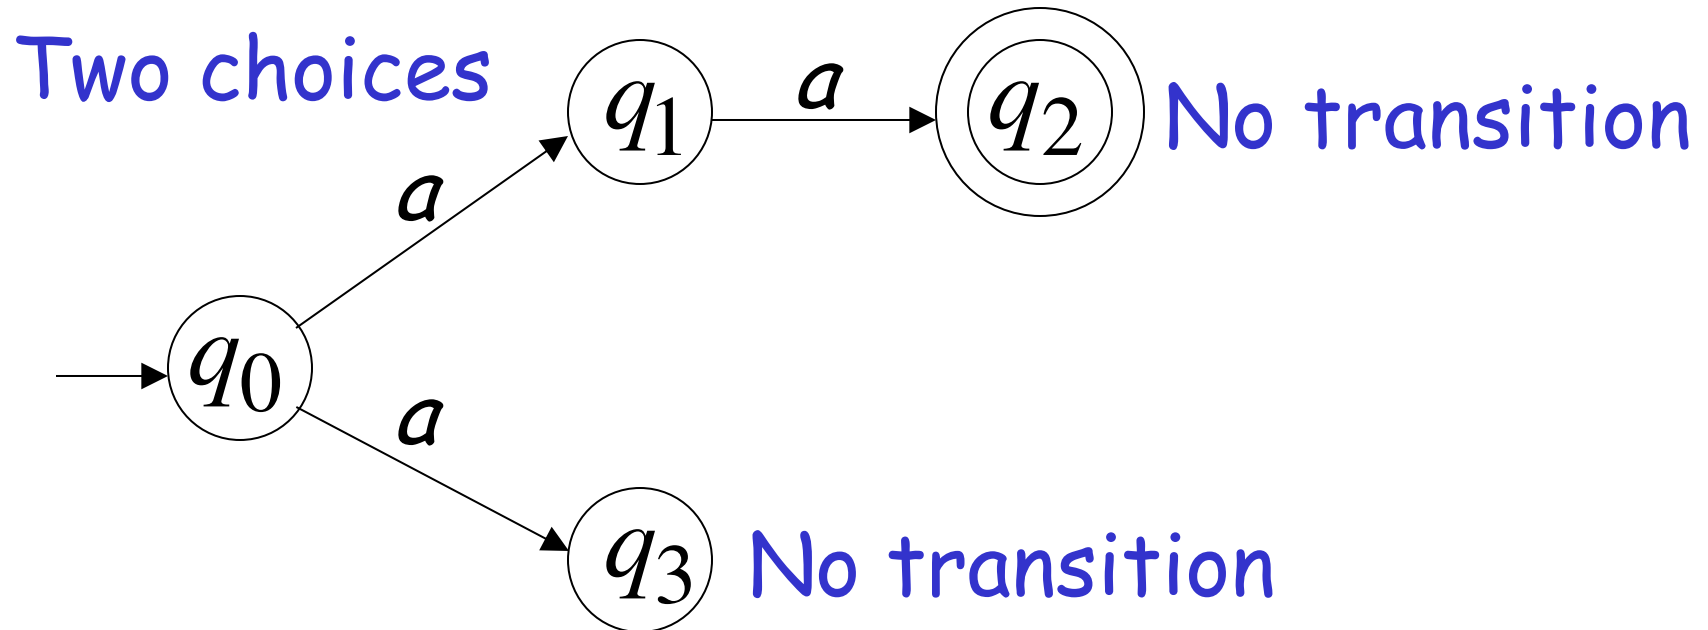 Two choices
q1
a
q2
No transition
a
q0
a
q3
No transition